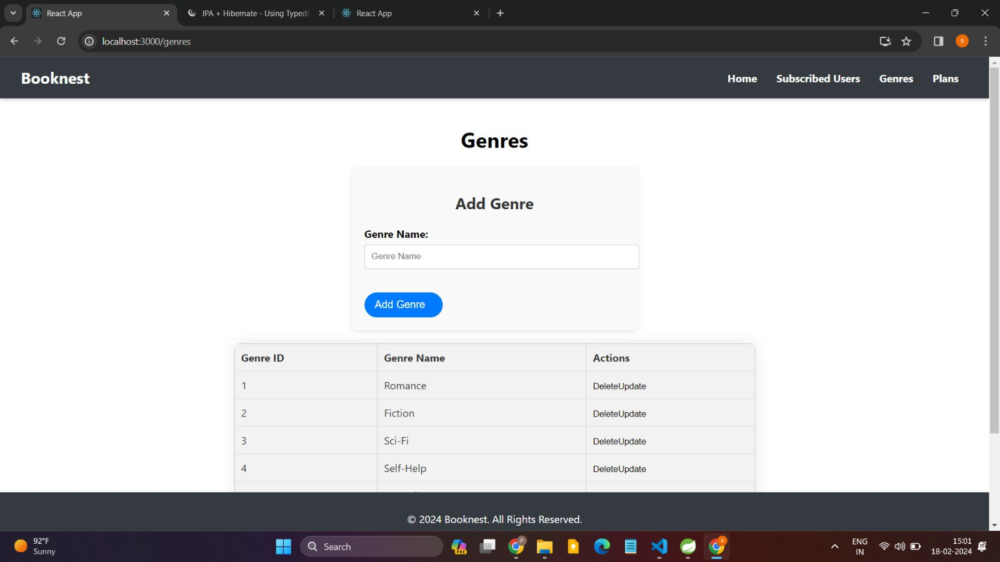 React App
JPA + Hibernate - Using Typed
React App
localhost:3000/genres
S
Booknest
Home Subscribed Users Genres Plans
Genres
Add Genre
Genre Name:
Genre Name
Add Genre
Genre ID Genre Name Actions
1 Romance DeleteUpdate
2 Fiction DeleteUpdate
3 Sci-Fi DeleteUpdate
4 Self-Help DeleteUpdate
© 2024 Booknest. All Rights Reserved.
92°F
Sunny
Search
PRE
P
S
ENG
IN
15:01
18-02-2024